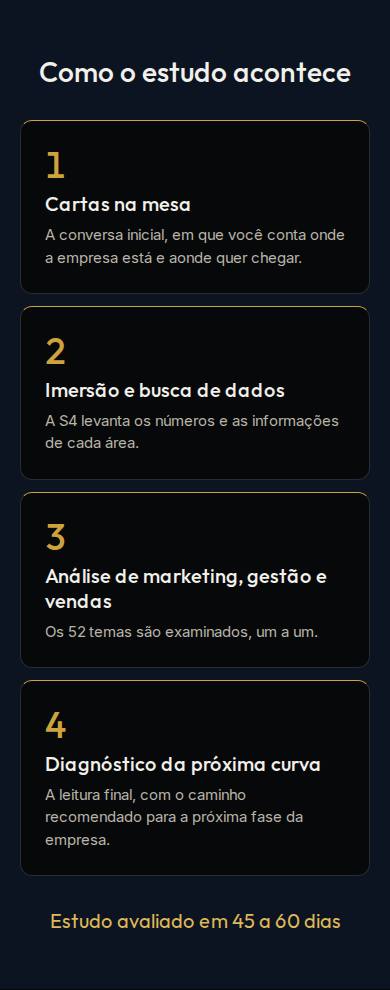 Como o estudo acontece
1
Cartas na mesa
A conversa inicial, em que você conta onde
a empresa está e aonde quer chegar.
2
Imersão e busca de dados
A S4 levanta os números e as informações
de cada área.
3
Análise de marketing, gestão e
vendas
Os 52 temas são examinados, um a um.
4
Diagnóstico da próxima curva
A leitura final, com o caminho
recomendado para a próxima fase da
empresa.
Estudo avaliado em 45 a 60 dias